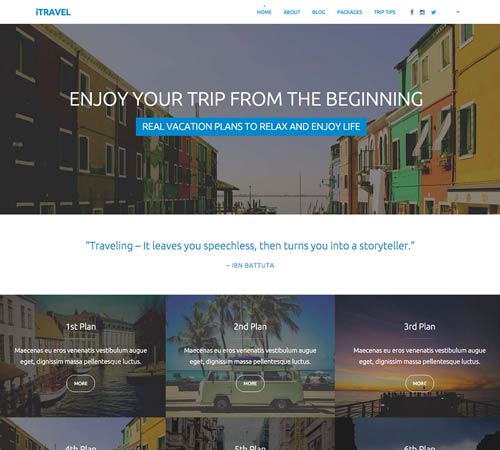 iTRAVEL
HOME ABOUT BLOG PACKAGES TRIP TIPS
ENJOY YOUR TRIP FROM THE BEGINNING
REAL VACATION PLANS TO RELAX AND ENJOY LIFE
"Traveling – It leaves you speechless, then turns you into a storyteller."
– IBN BATTUTA
1st Plan
Maecenas eu eros venenatis vestibulum augue
eget, dignissim massa pellentesque luctus.
MORE
2nd Plan
Maecenas eu eros venenatis vestibulum augue
eget, dignissim massa pellentesque luctus.
MORE
3rd Plan
Maecenas eu eros venenatis vestibulum augue
eget, dignissim massa pellentesque luctus.
MORE
4th Plan
5th Plan
6th Plan